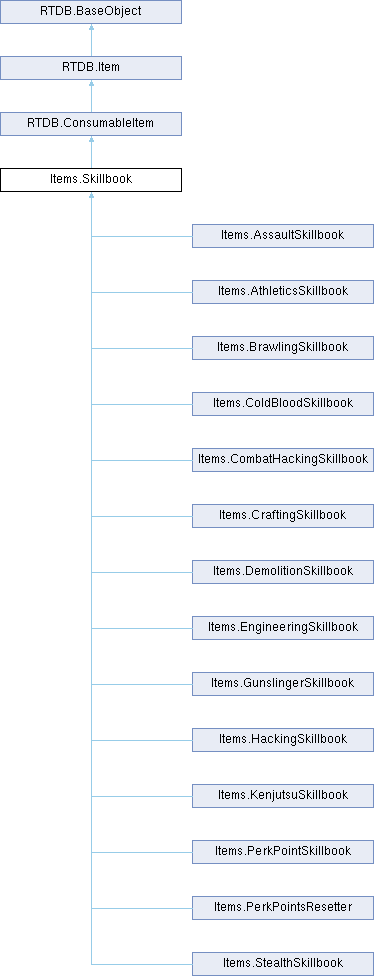 RTDB.BaseObject
RTDB.Item
RTDB.ConsumableItem
Items.Skillbook
Items.AssaultSkillbook
Items.AthleticsSkillbook
Items.BrawlingSkillbook
Items.ColdBloodSkillbook
Items.CombatHackingSkillbook
Items.CraftingSkillbook
Items.DemolitionSkillbook
Items.EngineeringSkillbook
Items.GunslingerSkillbook
Items.HackingSkillbook
Items.KenjutsuSkillbook
Items.PerkPointSkillbook
Items.PerkPointsResetter
Items.StealthSkillbook